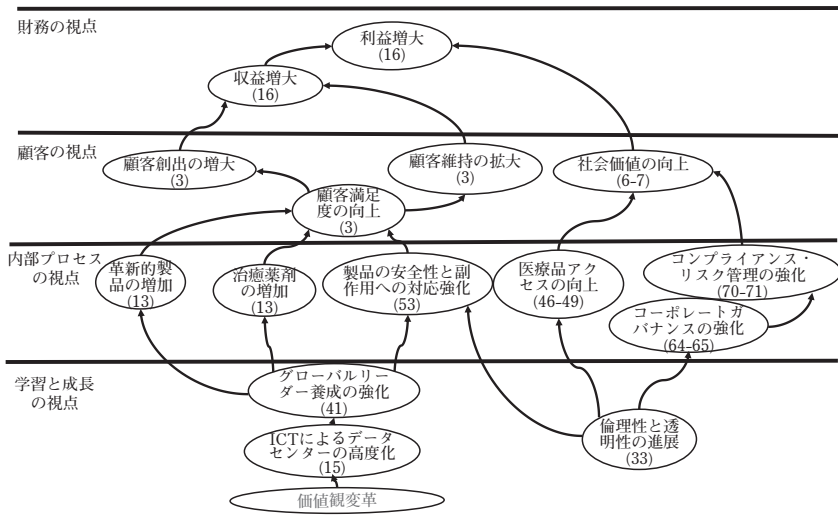 財務の視点
利益増大
(16)
収益増大
(16)
顧客の視点
顧客創出の増大
(3)
顧客維持の拡大
(3)
社会価値の向上
(6-7)
顧客満足
度の向上
(3)
内部プロセス
の視点
革新的製
品の増加
(13)
治癒薬剤
の増加
(13)
製品の安全性と副
作用への対応強化
(53)
医療品アク
セスの向上
(46-49)
コンプライアンス・
リスク管理の強化
(70-71)
コーポレートガ
バナンスの強化
(64-65)
学習と成長
の視点
グローバルリー
ダー養成の強化
(41)
ICTによるデータ
センターの高度化
(15)
価値観変革
倫理性と透
明性の進展
(33)